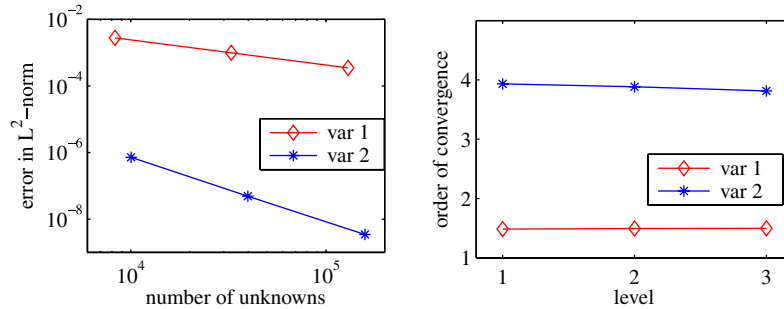 10^−2
10^−4
10^−6
10^−8
error in L^2−norm
var 1
var 2
10^4
10^5
number of unknowns
5
4
3
2
1
order of convergence
var 1
var 2
1
2
3
level